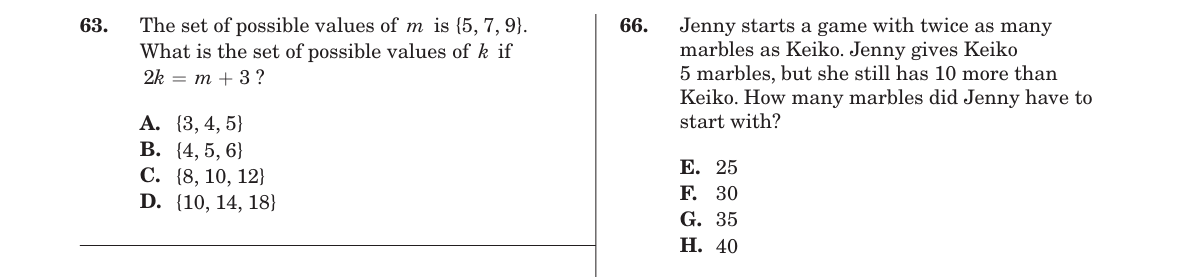 63. The set of possible values of m is {5, 7, 9}.
What is the set of possible values of k if
2k = m + 3 ?
A. {3, 4, 5}
B. {4, 5, 6}
C. {8, 10, 12}
D. {10, 14, 18}
66. Jenny starts a game with twice as many
marbles as Keiko. Jenny gives Keiko
5 marbles, but she still has 10 more than
Keiko. How many marbles did Jenny have to
start with?
E. 25
F. 30
G. 35
H. 40